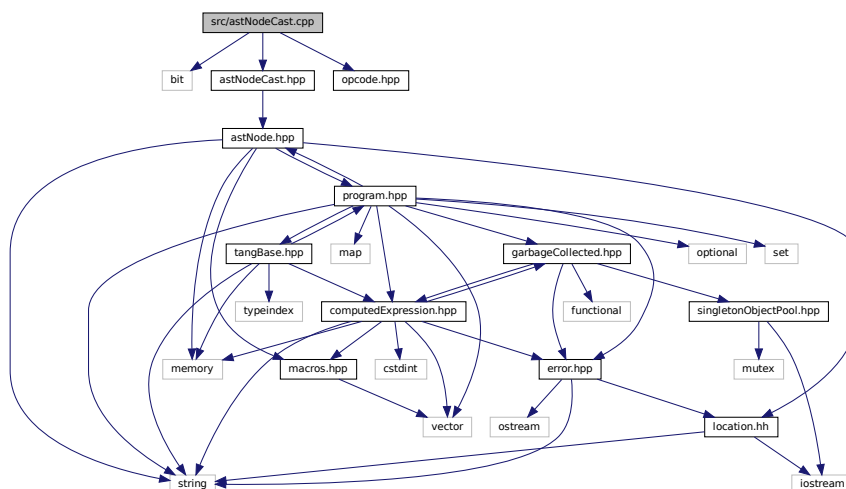 src/astNodeCast.cpp
bit
astNodeCast.hpp
opcode.hpp
astNode.hpp
program.hpp
tangBase.hpp
map
garbageCollected.hpp
optional
set
typeindex
computedExpression.hpp
functional
singletonObjectPool.hpp
memory
macros.hpp
cstdint
error.hpp
mutex
vector
ostream
location.hh
string
iostream